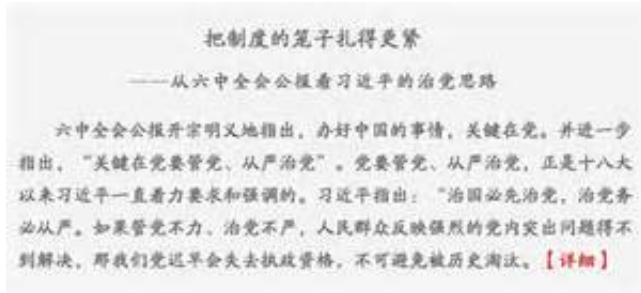 把制度的笼子扎得更紧
——从六中全会公报看习近平的治党思路
六中全会公报开宗明义地指出，办好中国的事情，关键在党。并进一步
指出，“关键在党要管党、从严治党”。党要管党、从严治党，正是十八大
以来习近平一直着力要求和强调的。习近平指出：“治国必先治党，治党务
必从严。如果管党不力、治党不严，人民群众反映强烈的党内突出问题得不
到解决，那我们党迟早会失去执政资格，不可避免被历史淘汰。【详细】